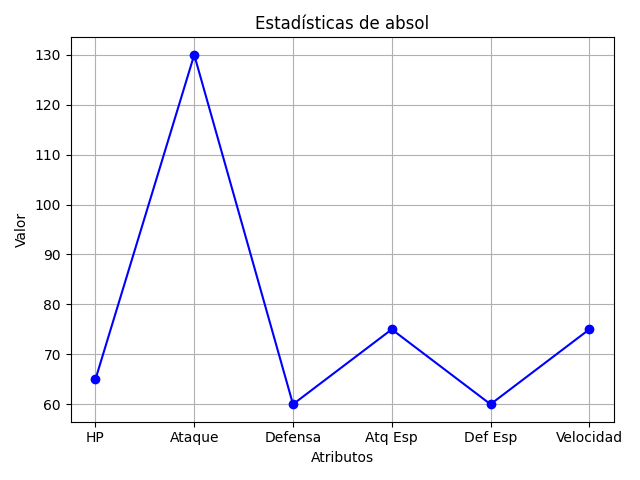 Estadísticas de absol
Valor
130
120
110
100
90
80
70
60
HP Ataque Defensa Atq Esp Def Esp Velocidad
Atributos